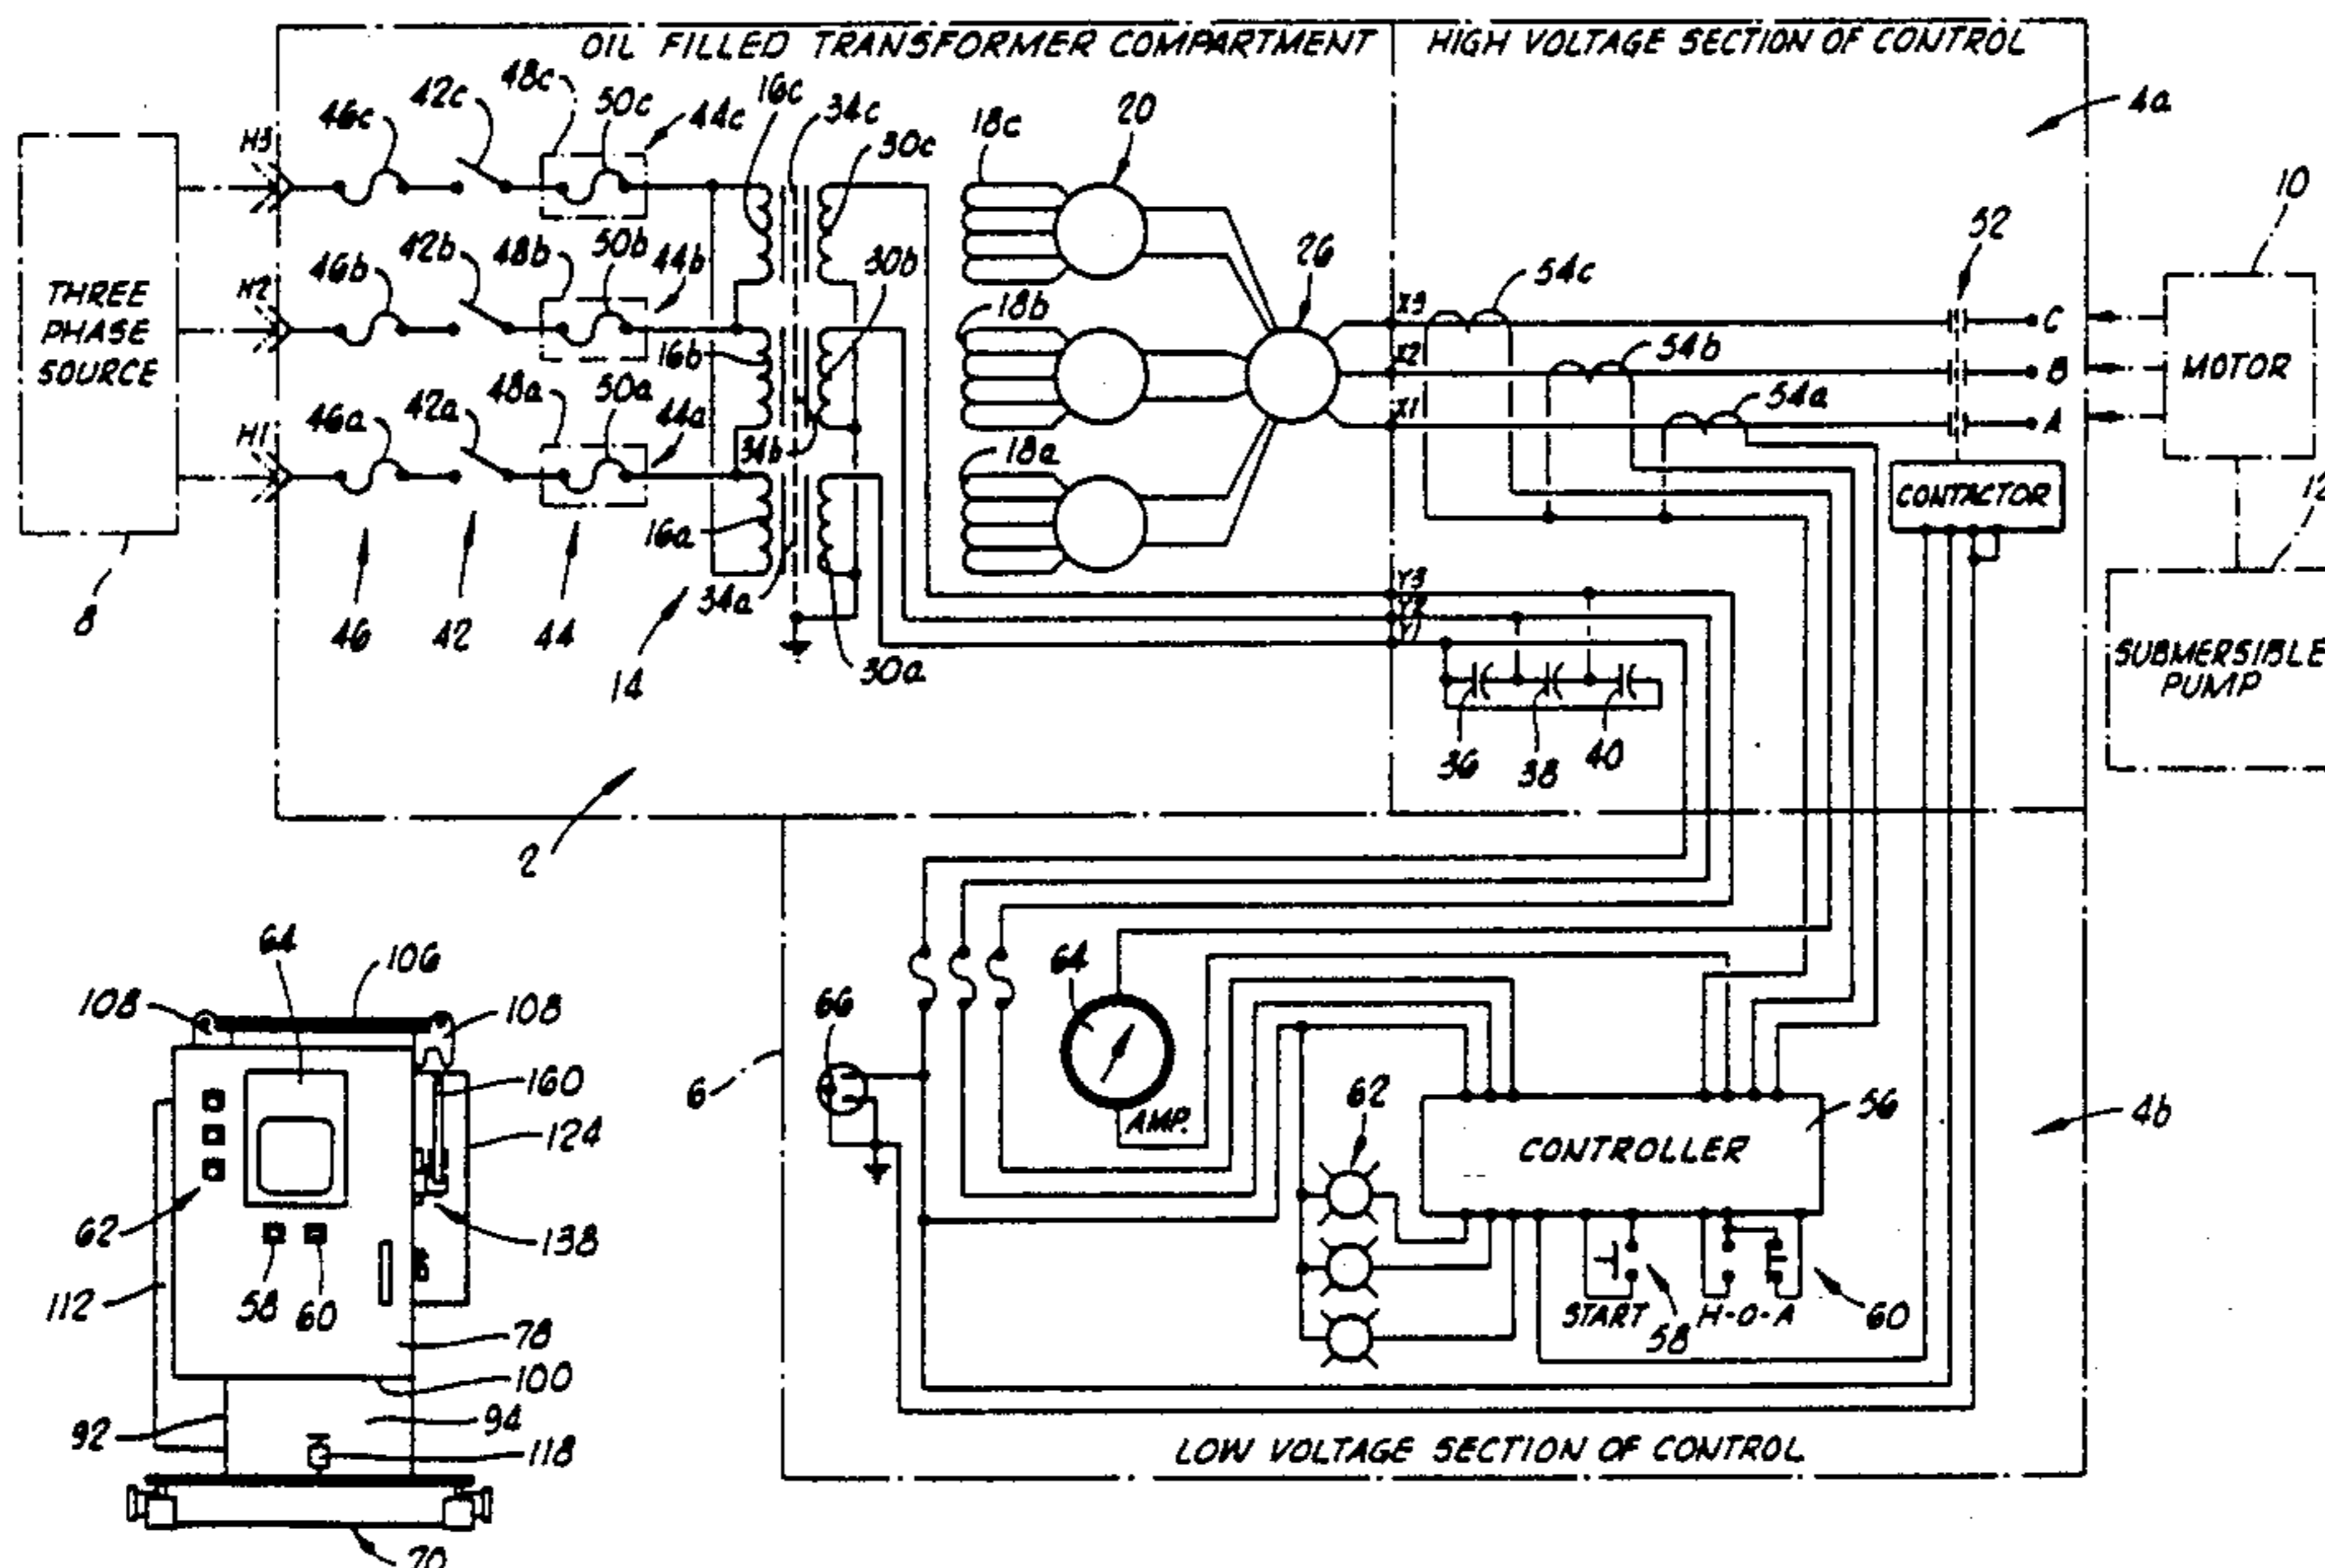 OIL FILLED TRANSFORMER COMPARTMENT
HIGH VOLTAGE SECTION OF CONTROL
48c
42c
46c
50c
44c
16c
34c
30c
18c
20
4a
H3
THREE PHASE SOURCE
8
H2
46b
42b
48b
50b
44b
16b
34b
30b
18b
26
54c
52
10
X3
X2
X1
54b
54a
C
B
A
MOTOR
12
CONTACTOR
H1
46a
42a
48a
50a
44a
16a
34a
30a
18a
46
42
44
14
Y3
Y2
Y1
36
38
40
SUBMERSIBLE PUMP
2
6
64
106
108
108
160
124
62
138
112
58
60
78
100
92
94
118
70
66
64
AMP.
62
CONTROLLER
56
4b
START
58
H-O-A
60
LOW VOLTAGE SECTION OF CONTROL